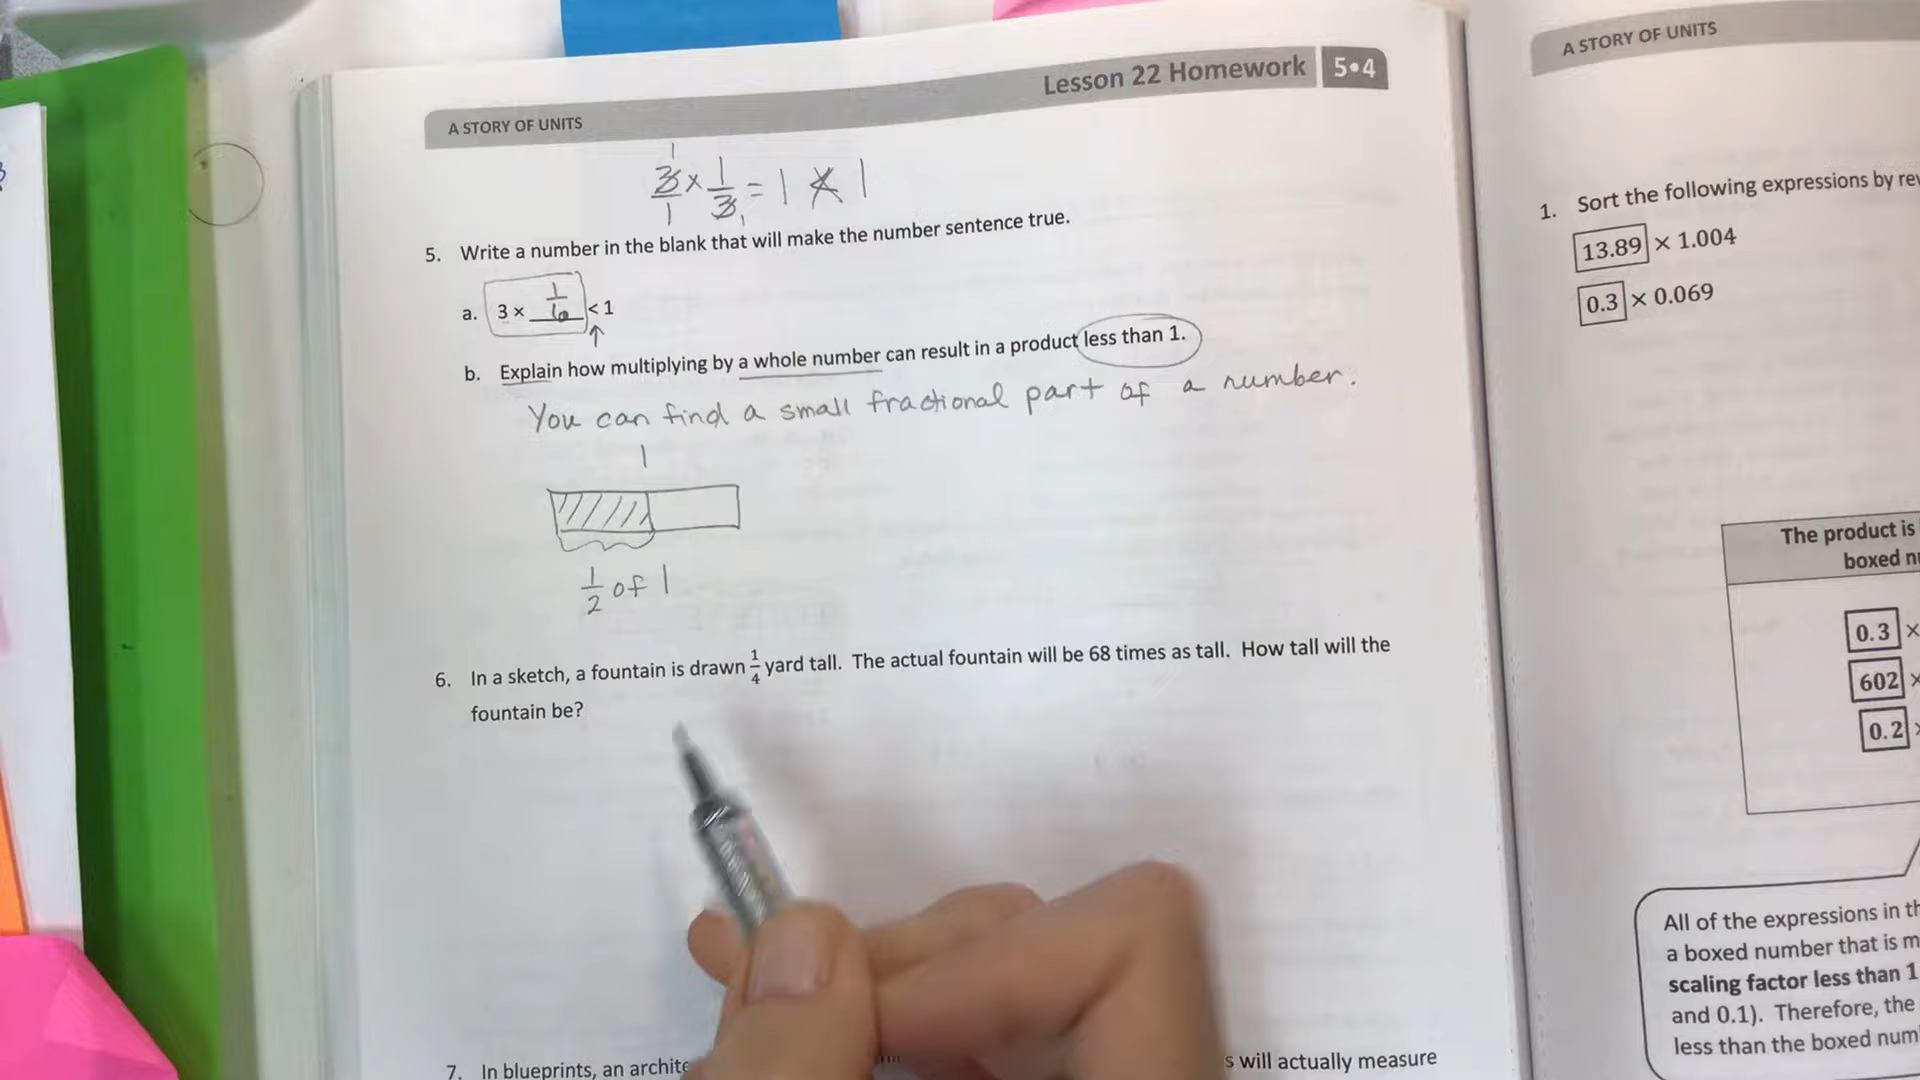 Lesson 22 Homework 5•4
A STORY OF UNITS
3/1 × 1/3 = 1 < 1
5. Write a number in the blank that will make the number sentence true.
a. 3 × 1/6 < 1
b. Explain how multiplying by a whole number can result in a product less than 1.
You can find a small fractional part of a number.
1
1/2 of 1
6. In a sketch, a fountain is drawn 1/4 yard tall. The actual fountain will be 68 times as tall. How tall will the
fountain be?
7. In blueprints, an
s will actually measure
A STORY OF UNITS
1. Sort the following expressions by
13.89 × 1.004
0.3 × 0.069
The product is
boxed
0.3 ×
602 ×
0.2 ×
All of the expressions in
a boxed number that is
scaling factor less than 1
and 0.1). Therefore, the
less than the boxed